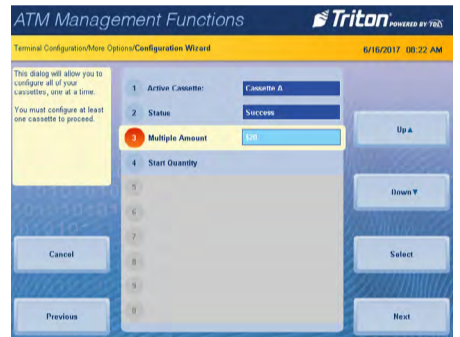 ATM Management Functions
Triton POWERED BY TDX
Terminal Configuration/More Options/Configuration Wizard
6/16/2017 08:22 AM
This dialog will allow you to
configure all of your
cassettes, one at a time.
You must configure at least
one cassette to proceed.
1 Active Cassette: Cassette A
2 Status Success
3 Multiple Amount $20
4 Start Quantity
5
6
7
8
9
0
Cancel
Previous
Up▲
Down▼
Select
Next